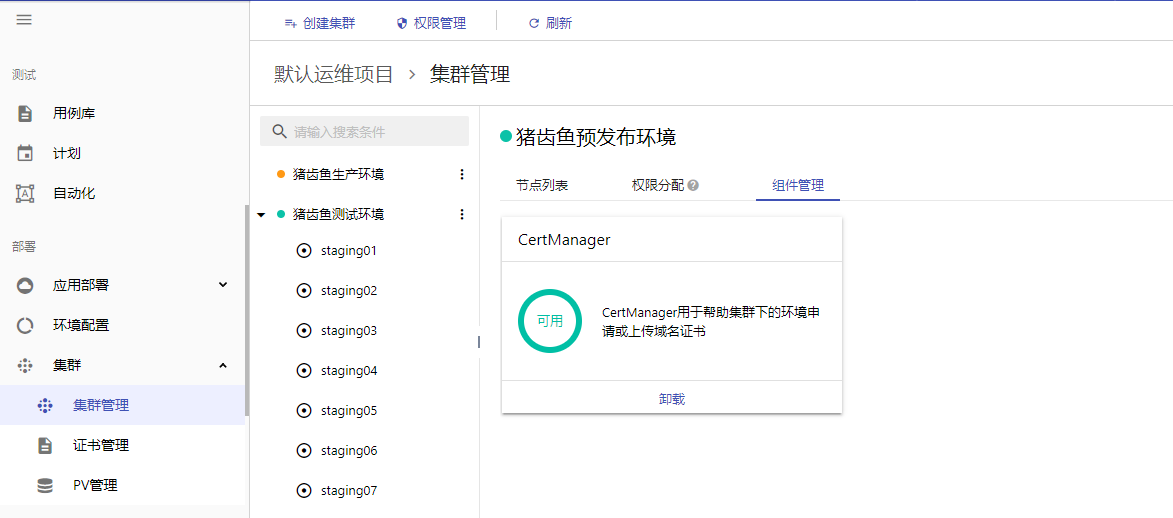 创建集群
权限管理
刷新
测试
用例库
计划
自动化
部署
应用部署
环境配置
集群
集群管理
证书管理
PV管理
默认运维项目 › 集群管理
请输入搜索条件
猪齿鱼生产环境
猪齿鱼测试环境
staging01
staging02
staging03
staging04
staging05
staging06
staging07
猪齿鱼预发布环境
节点列表
权限分配
组件管理
CertManager
可用
CertManager用于帮助集群下的环境申
请或上传域名证书
卸载